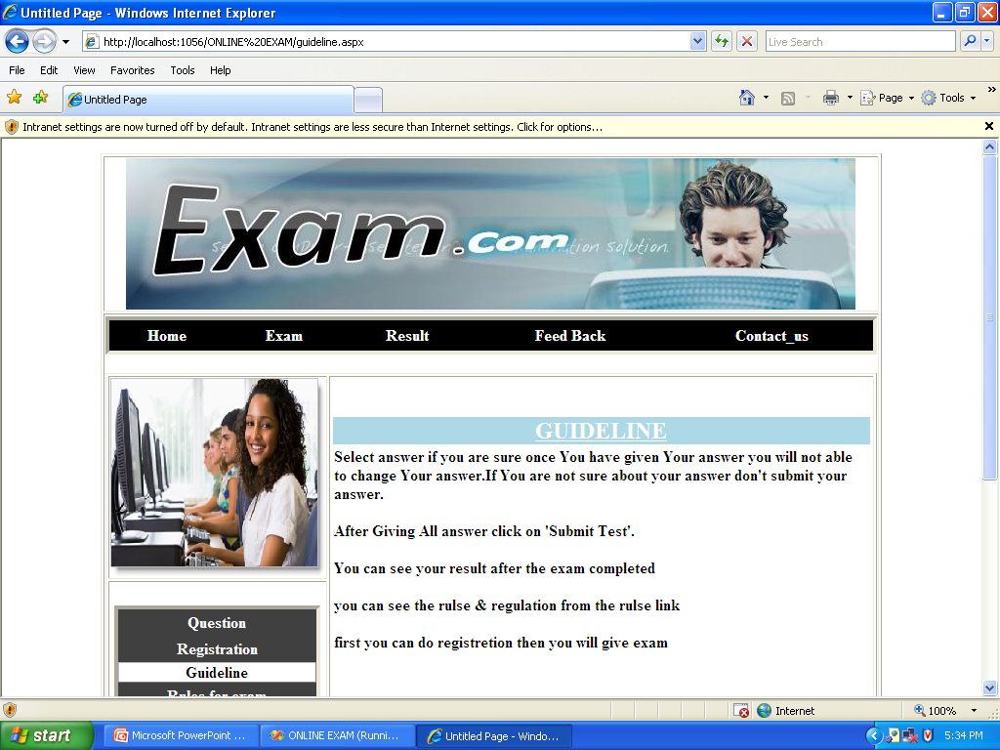 Untitled Page - Windows Internet Explorer
http://localhost:1056/ONLINE%20EXAM/guideline.aspx
Live Search
File Edit View Favorites Tools Help
Untitled Page
Page Tools
Intranet settings are now turned off by default. Intranet settings are less secure than Internet settings. Click for options...
Exam.com
solution.
Home Exam Result Feed Back Contact_us
GUIDELINE
Select answer if you are sure once You have given Your answer you will not able
to change Your answer.If You are not sure about your answer don't submit your
answer.
After Giving All answer click on 'Submit Test'.
You can see your result after the exam completed
you can see the rulse & regulation from the rulse link
first you can do registretion then you will give exam
Question
Registration
Guideline
Rules for exam
Internet
100%
start
Microsoft PowerPoint ...
ONLINE EXAM (Runni...
Untitled Page - Windo...
5:34 PM